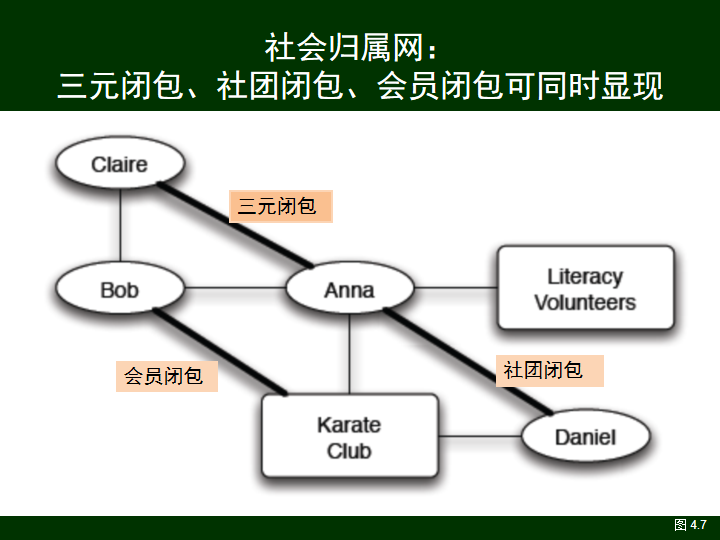 社会归属网：
三元闭包、社团闭包、会员闭包可同时显现
Claire
三元闭包
Bob
Anna
Literacy
Volunteers
会员闭包
社团闭包
Karate
Club
Daniel
图 4.7